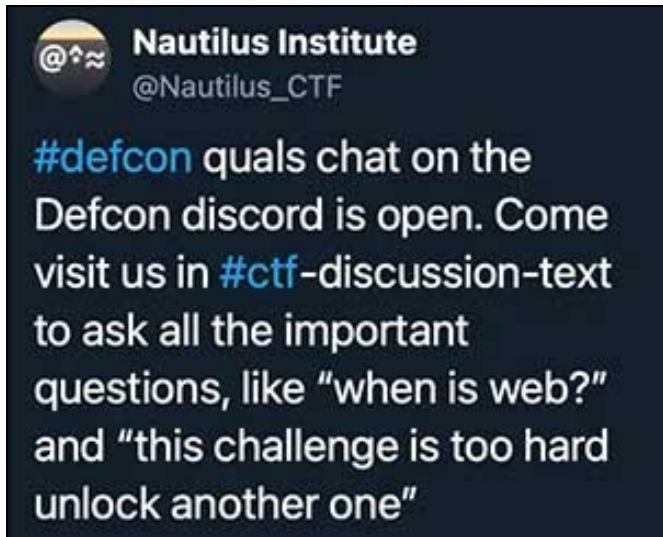 @^≈
Nautilus Institute
@Nautilus_CTF
#defcon quals chat on the
Defcon discord is open. Come
visit us in #ctf-discussion-text
to ask all the important
questions, like “when is web?”
and “this challenge is too hard
unlock another one”